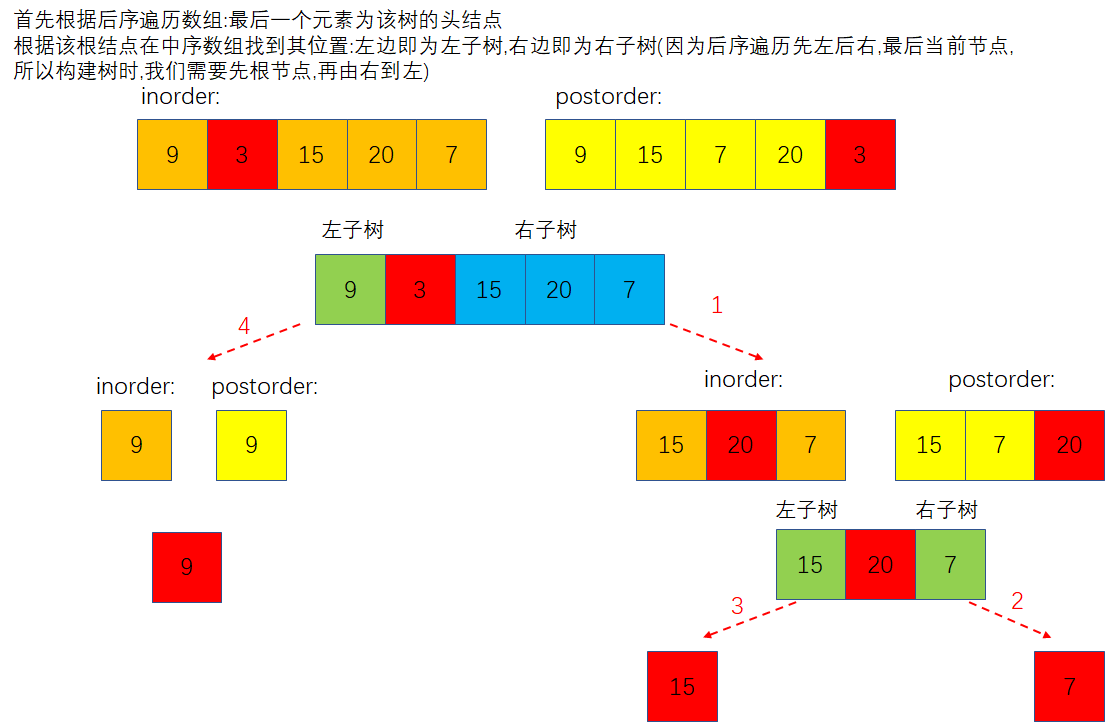 首先根据后序遍历数组:最后一个元素为该树的头结点
根据该根结点在中序数组找到其位置:左边即为左子树,右边即为右子树(因为后序遍历先左后右,最后当前节点,
所以构建树时,我们需要先根节点,再由右到左)
inorder: postorder:
9 3 15 20 7 9 15 7 20 3
左子树 右子树
9 3 15 20 7
4 1
inorder: postorder: inorder: postorder:
9 9 15 20 7 15 7 20
左子树 右子树
9 15 20 7
3 2
15 7